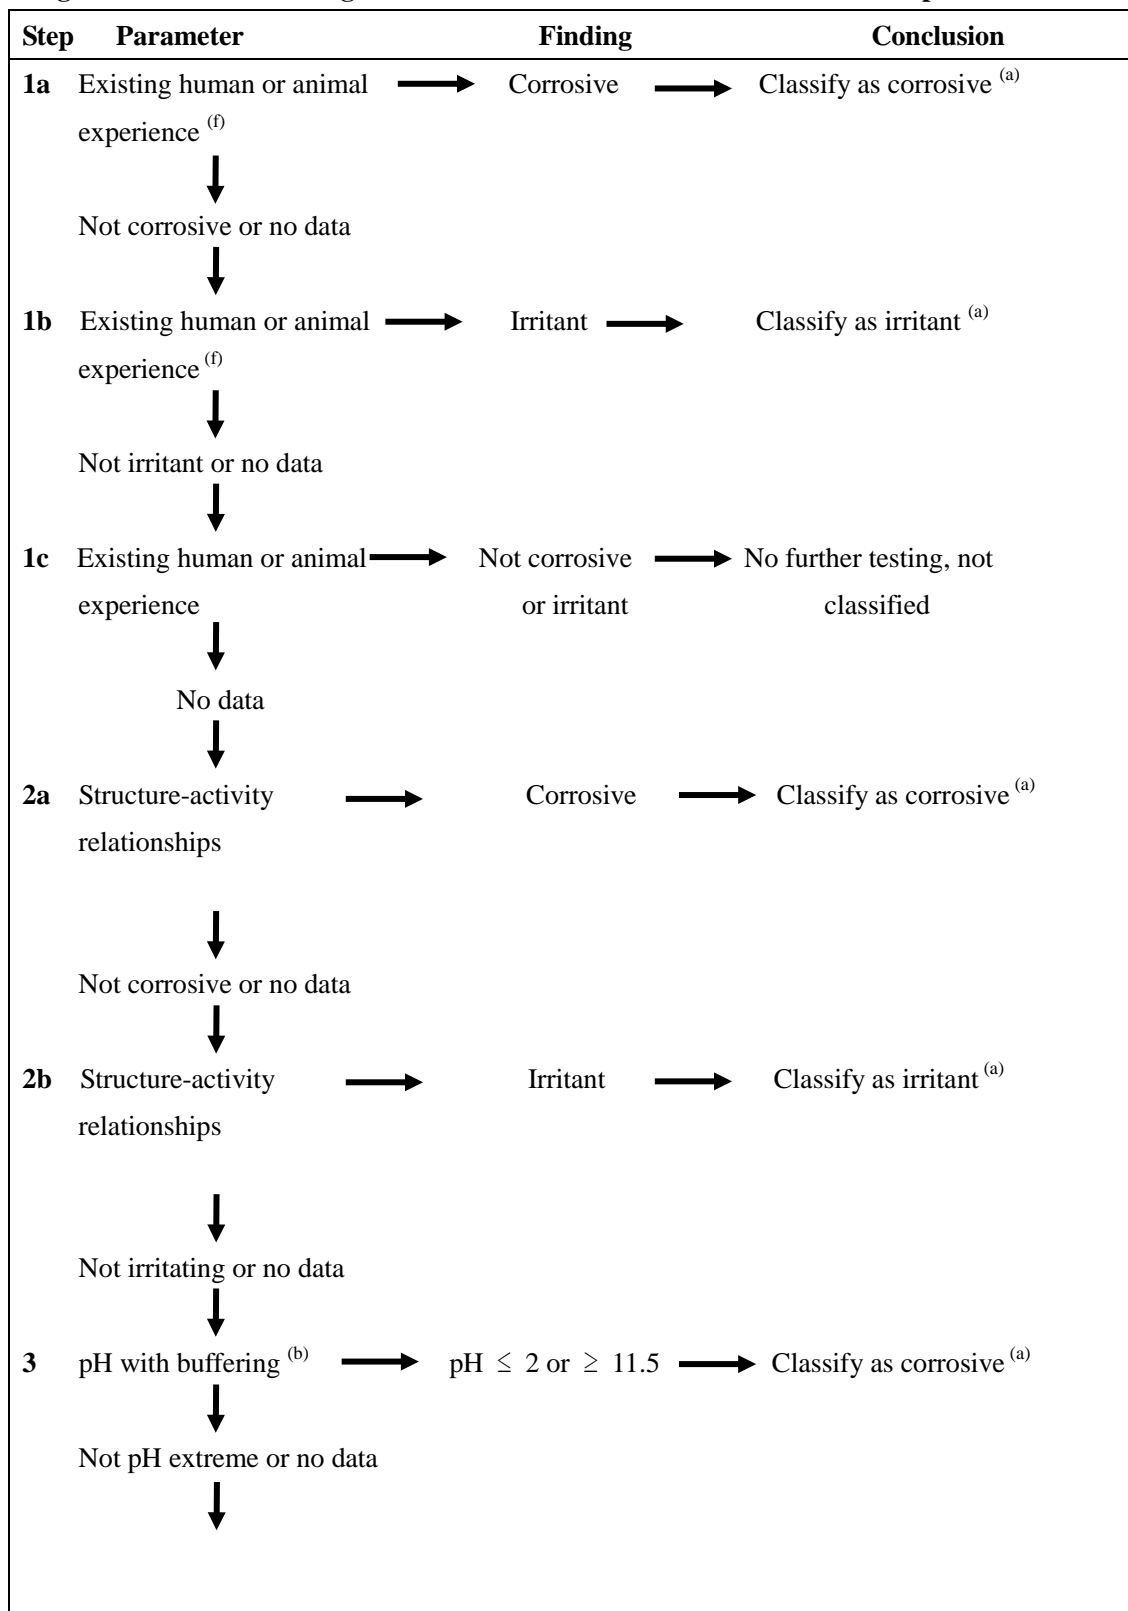 Step Parameter Finding Conclusion
1a Existing human or animal Corrosive Classify as corrosive (a)
experience (f)
Not corrosive or no data
1b Existing human or animal Irritant Classify as irritant (a)
experience (f)
Not irritant or no data
1c Existing human or animal Not corrosive No further testing, not
experience or irritant classified
No data
2a Structure-activity Corrosive Classify as corrosive (a)
relationships
Not corrosive or no data
2b Structure-activity Irritant Classify as irritant (a)
relationships
Not irritating or no data
3 pH with buffering (b) pH ≤ 2 or ≥ 11.5 Classify as corrosive (a)
Not pH extreme or no data